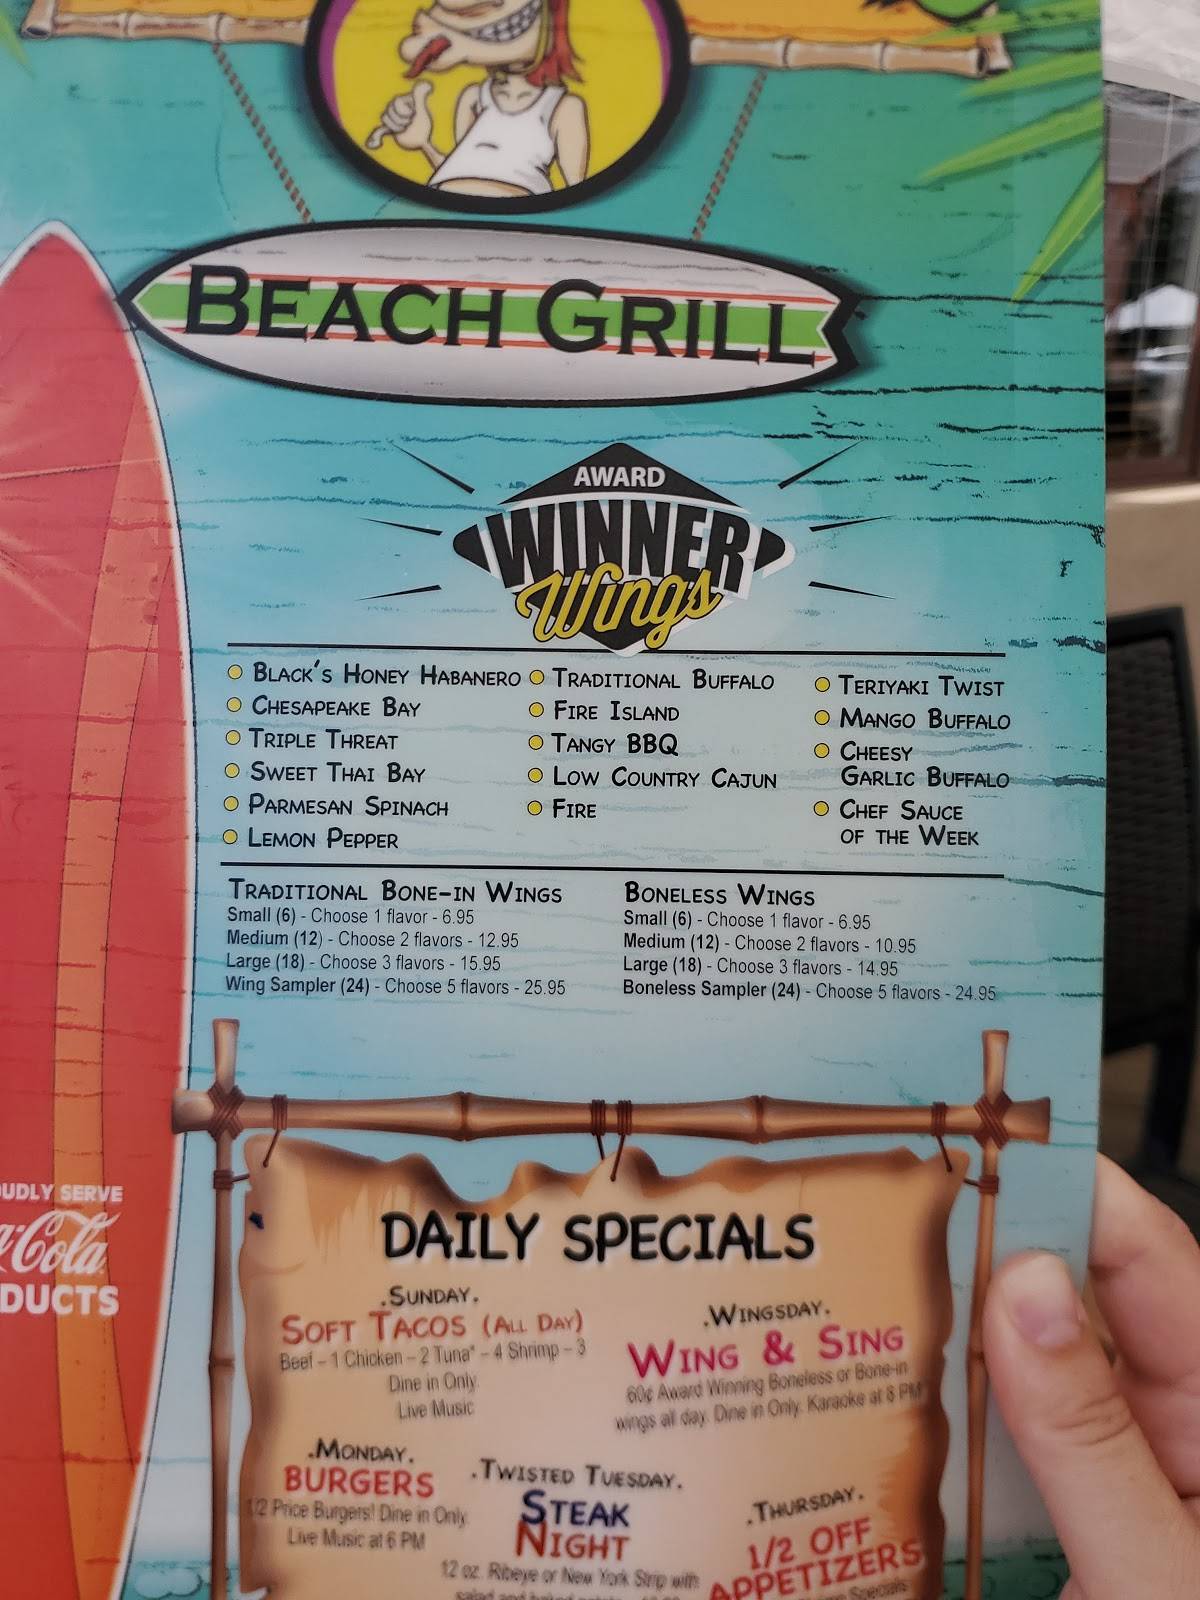 BEACH GRILL
AWARD
WINNER
Wings
BLACK'S HONEY HABANERO
CHESAPEAKE BAY
TRIPLE THREAT
SWEET THAI BAY
PARMESAN SPINACH
LEMON PEPPER
TRADITIONAL BUFFALO
FIRE ISLAND
TANGY BBQ
LOW COUNTRY CAJUN
FIRE
TERIYAKI TWIST
MANGO BUFFALO
CHEESY
GARLIC BUFFALO
CHEF SAUCE
OF THE WEEK
TRADITIONAL BONE-IN WINGS
Small (6) - Choose 1 flavor - 6.95
Medium (12) - Choose 2 flavors - 12.95
Large (18) - Choose 3 flavors - 15.95
Wing Sampler (24) - Choose 5 flavors - 25.95
BONELESS WINGS
Small (6) - Choose 1 flavor - 6.95
Medium (12) - Choose 2 flavors - 10.95
Large (18) - Choose 3 flavors - 14.95
Boneless Sampler (24) - Choose 5 flavors - 24.95
UDLY SERVE
Cola
DUCTS
DAILY SPECIALS
.SUNDAY.
SOFT TACOS (ALL DAY)
Beef – 1 Chicken – 2 Tuna* – 4 Shrimp – 3
Dine in Only.
Live Music
.WINGSDAY.
WING & SING
60¢ Award Winning Boneless or Bone-in
wings all day. Dine in Only. Karaoke at 8 PM
.MONDAY.
BURGERS
1/2 Price Burgers! Dine in Only.
Live Music at 6 PM
.TWISTED TUESDAY.
STEAK
NIGHT
12 oz. Ribeye or New York Strip with
salad and baked potato
.THURSDAY.
1/2 OFF
APPETIZERS
Specials